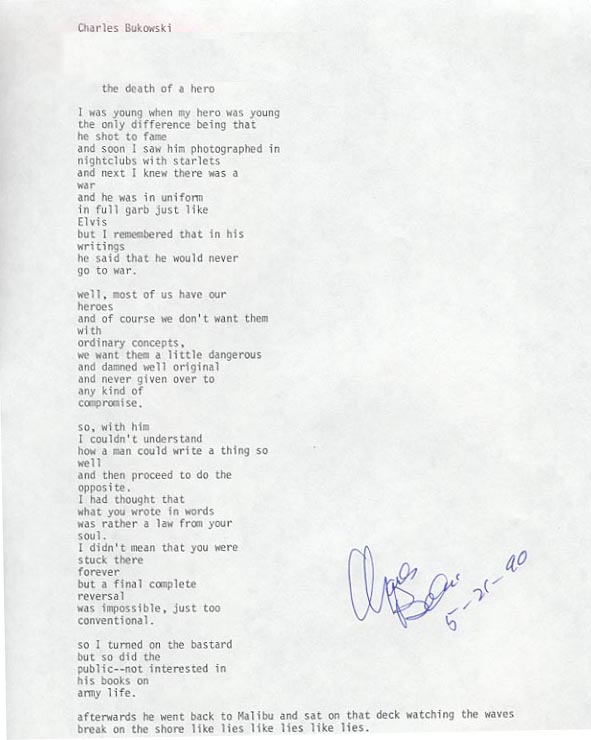 Charles Bukowski
the death of a hero
I was young when my hero was young
the only difference being that
he shot to fame
and soon I saw him photographed in
nightclubs with starlets
and next I knew there was a
war
and he was in uniform
in full garb just like
Elvis
but I remembered that in his
writings
he said that he would never
go to war.
well, most of us have our
heroes
and of course we don't want them
with
ordinary concepts,
we want them a little dangerous
and damned well original
and never given over to
any kind of
compromise.
so, with him
I couldn't understand
how a man could write a thing so
well
and then proceed to do the
opposite.
I had thought that
what you wrote in words
was rather a law from your
soul.
I didn't mean that you were
stuck there
forever
but a final complete
reversal
was impossible, just too
conventional.
so I turned on the bastard
but so did the
public--not interested in
his books on
army life.
afterwards he went back to Malibu and sat on that deck watching the waves
break on the shore like lies like lies like lies.
5-21-90